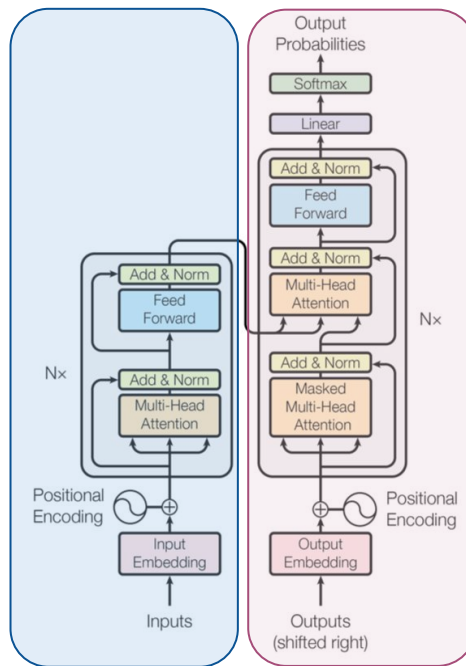 Output
Probabilities
Softmax
Linear
Add & Norm
Feed
Forward
Add & Norm
Multi-Head
Attention
Add & Norm
Masked
Multi-Head
Attention
N×
Positional
Encoding
Output
Embedding
Outputs
(shifted right)
Add & Norm
Feed
Forward
Add & Norm
Multi-Head
Attention
N×
Positional
Encoding
Input
Embedding
Inputs